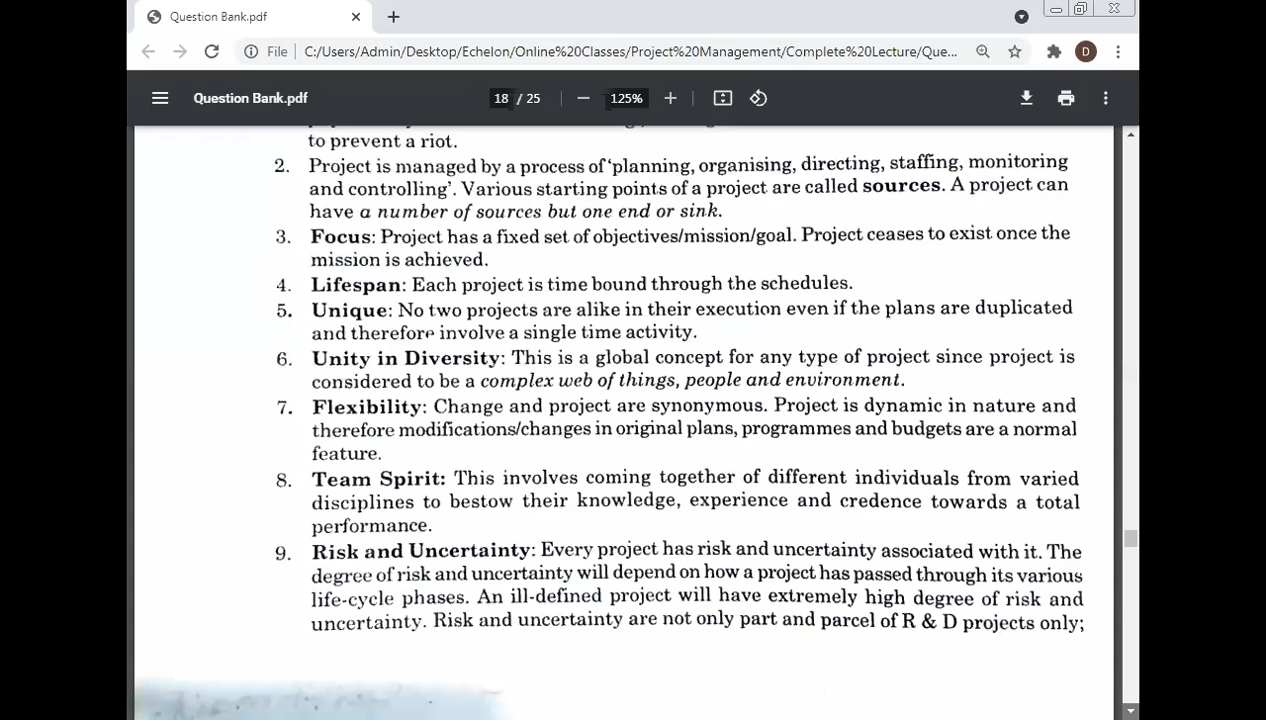 Question Bank.pdf
File C:/Users/Admin/Desktop/Echelon/Online%20Classes/Project%20Management/Complete%20Lecture/Que... D
Question Bank.pdf 18 / 25 125%
to prevent a riot.
2. Project is managed by a process of 'planning, organising, directing, staffing, monitoring
and controlling'. Various starting points of a project are called sources. A project can
have a number of sources but one end or sink.
3. Focus: Project has a fixed set of objectives/mission/goal. Project ceases to exist once the
mission is achieved.
4. Lifespan: Each project is time bound through the schedules.
5. Unique: No two projects are alike in their execution even if the plans are duplicated
and therefore involve a single time activity.
6. Unity in Diversity: This is a global concept for any type of project since project is
considered to be a complex web of things, people and environment.
7. Flexibility: Change and project are synonymous. Project is dynamic in nature and
therefore modifications/changes in original plans, programmes and budgets are a normal
feature.
8. Team Spirit: This involves coming together of different individuals from varied
disciplines to bestow their knowledge, experience and credence towards a total
performance.
9. Risk and Uncertainty: Every project has risk and uncertainty associated with it. The
degree of risk and uncertainty will depend on how a project has passed through its various
life-cycle phases. An ill-defined project will have extremely high degree of risk and
uncertainty. Risk and uncertainty are not only part and parcel of R & D projects only;